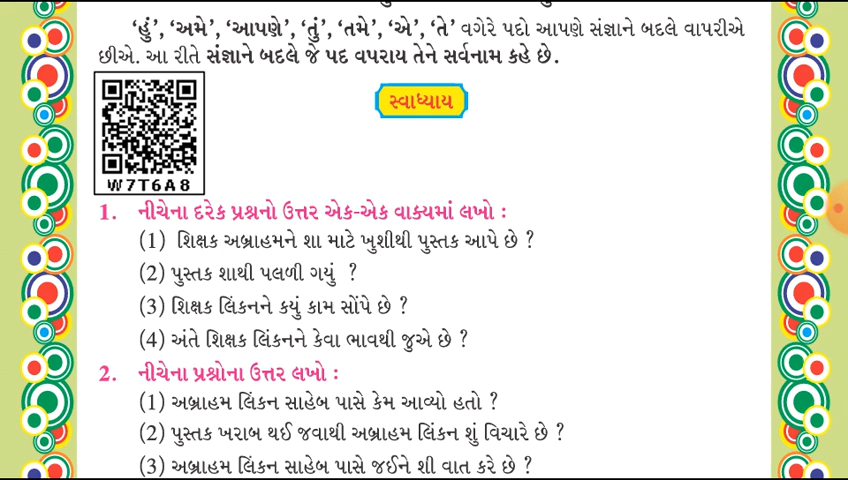 'હું', 'અમે', 'આપણે', 'તું', 'તમે', 'એ', 'તે' વગેરે પદો આપણે સંજ્ઞાને બદલે વાપરીએ
છીએ. આ રીતે સંજ્ઞાને બદલે જે પદ વપરાય તેને સર્વનામ કહે છે.
સ્વાધ્યાય
W7T6A8
1. નીચેના દરેક પ્રશ્નનો ઉત્તર એક-એક વાક્યમાં લખો :
(1) શિક્ષક અબ્રાહમને શા માટે ખુશીથી પુસ્તક આપે છે ?
(2) પુસ્તક શાથી પલળી ગયું ?
(3) શિક્ષક લિંકનને કયું કામ સોંપે છે ?
(4) અંતે શિક્ષક લિંકનને કેવા ભાવથી જુએ છે ?
2. નીચેના પ્રશ્નોના ઉત્તર લખો :
(1) અબ્રાહમ લિંકન સાહેબ પાસે કેમ આવ્યો હતો ?
(2) પુસ્તક ખરાબ થઈ જવાથી અબ્રાહમ લિંકન શું વિચારે છે ?
(3) અબ્રાહમ લિંકન સાહેબ પાસે જઈને શી વાત કરે છે ?